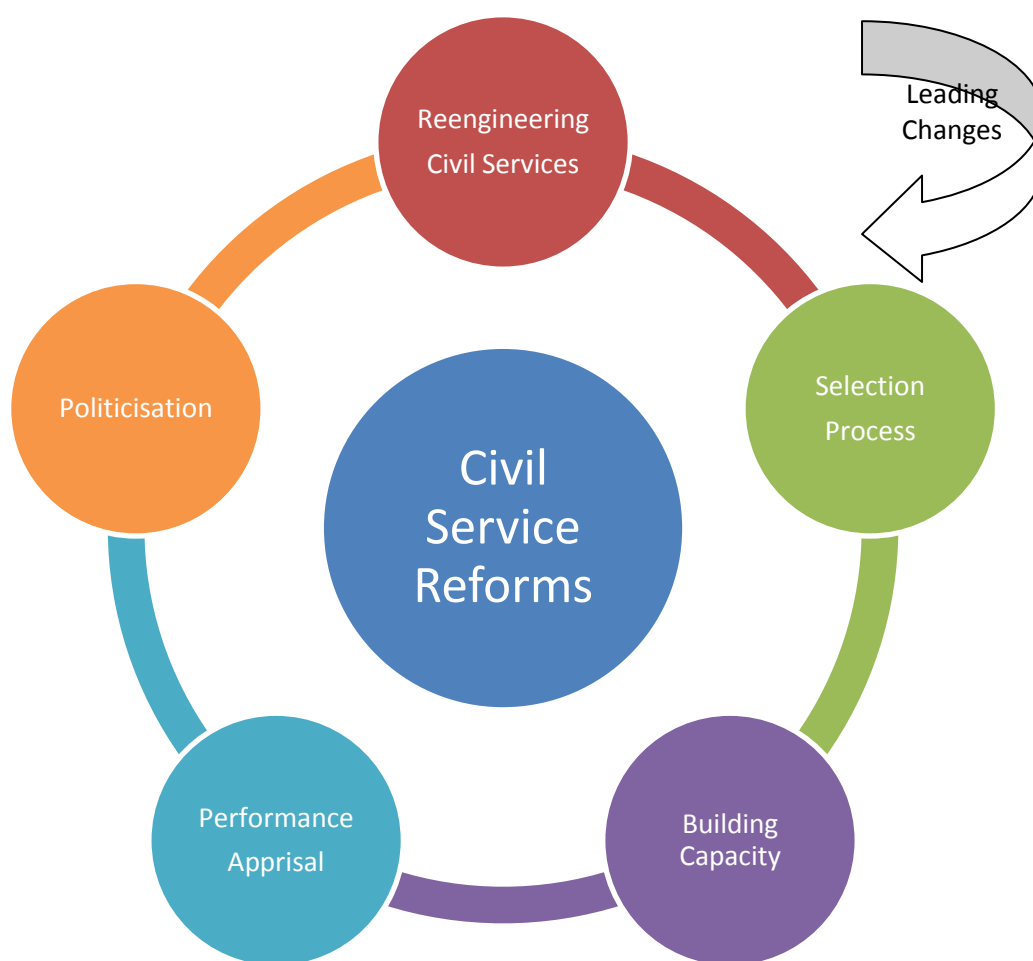 Reengineering
Civil Services
Leading
Changes
Selection
Process
Politicisation
Civil
Service
Reforms
Performance
Apprisal
Building
Capacity